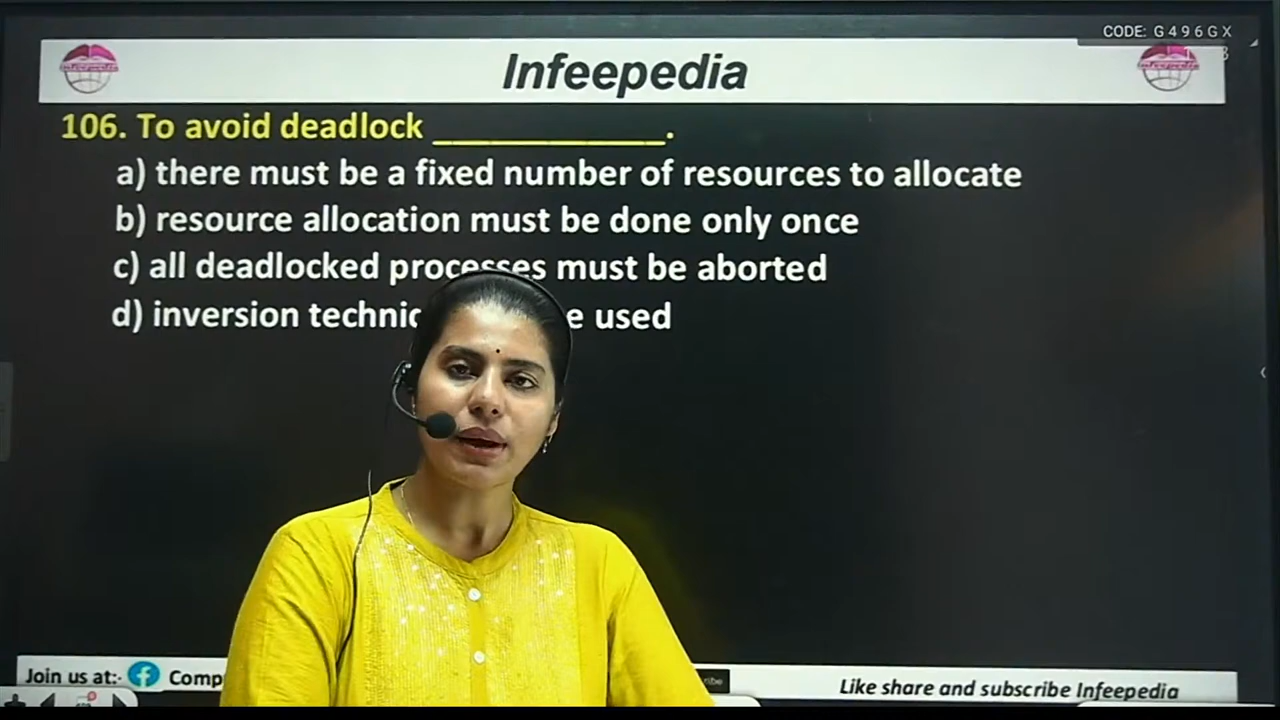 CODE: G496GX
Infeepedia
106. To avoid deadlock ____________.
a) there must be a fixed number of resources to allocate
b) resource allocation must be done only once
c) all deadlocked processes must be aborted
d) inversion e used
Join us at:-
Like share and subscribe Infeepedia